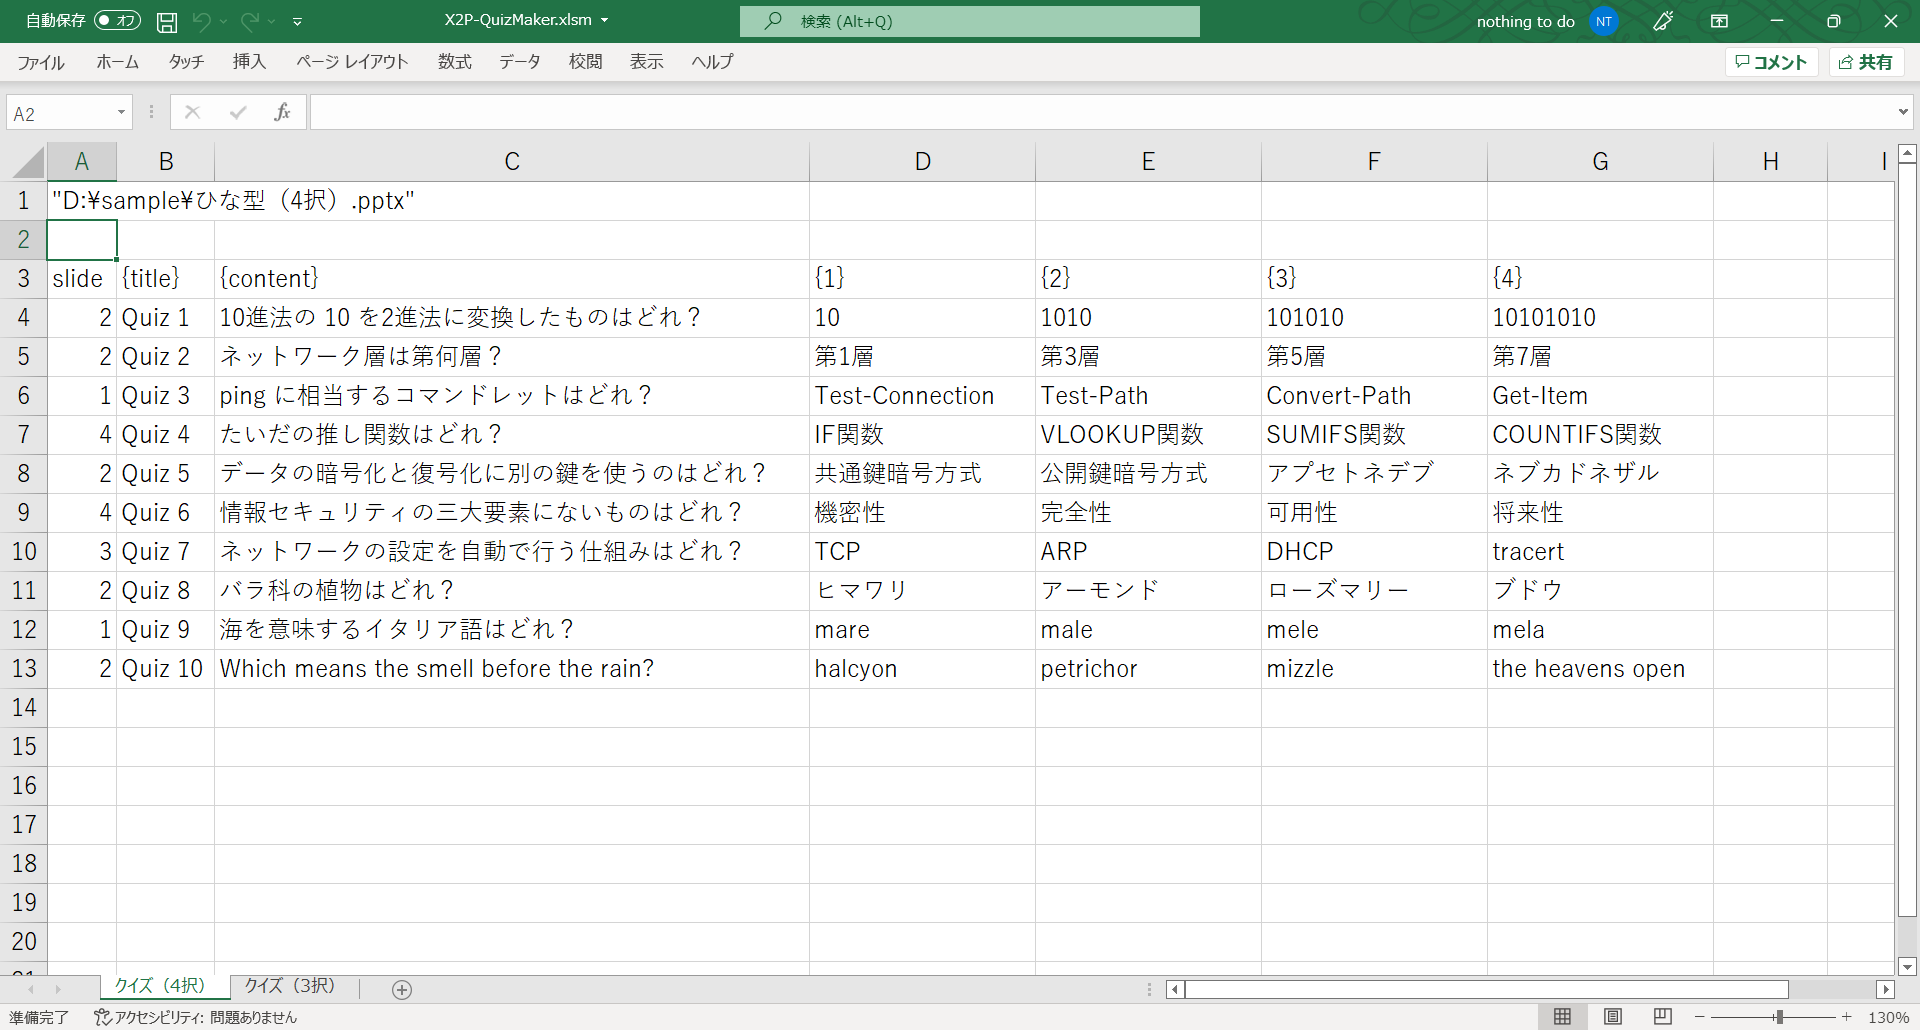 自動保存 オフ X2P-QuizMaker.xlsm 検索 (Alt+Q) nothing to do NT
ファイル ホーム タッチ 挿入 ページ レイアウト 数式 データ 校閲 表示 ヘルプ コメント 共有
A2 fx
A B C D E F G H I
1 "D:¥sample¥ひな型（4択）.pptx"
2
3 slide {title} {content} {1} {2} {3} {4}
4 2 Quiz 1 10進法の 10 を2進法に変換したものはどれ？ 10 1010 101010 10101010
5 2 Quiz 2 ネットワーク層は第何層？ 第1層 第3層 第5層 第7層
6 1 Quiz 3 ping に相当するコマンドレットはどれ？ Test-Connection Test-Path Convert-Path Get-Item
7 4 Quiz 4 たいだの推し関数はどれ？ IF関数 VLOOKUP関数 SUMIFS関数 COUNTIFS関数
8 2 Quiz 5 データの暗号化と復号化に別の鍵を使うのはどれ？ 共通鍵暗号方式 公開鍵暗号方式 アプセトネデブ ネブカドネザル
9 4 Quiz 6 情報セキュリティの三大要素にないものはどれ？ 機密性 完全性 可用性 将来性
10 3 Quiz 7 ネットワークの設定を自動で行う仕組みはどれ？ TCP ARP DHCP tracert
11 2 Quiz 8 バラ科の植物はどれ？ ヒマワリ アーモンド ローズマリー ブドウ
12 1 Quiz 9 海を意味するイタリア語はどれ？ mare male mele mela
13 2 Quiz 10 Which means the smell before the rain? halcyon petrichor mizzle the heavens open
14
15
16
17
18
19
20
21
クイズ（4択） クイズ（3択）
準備完了 アクセシビリティ: 問題ありません 130%